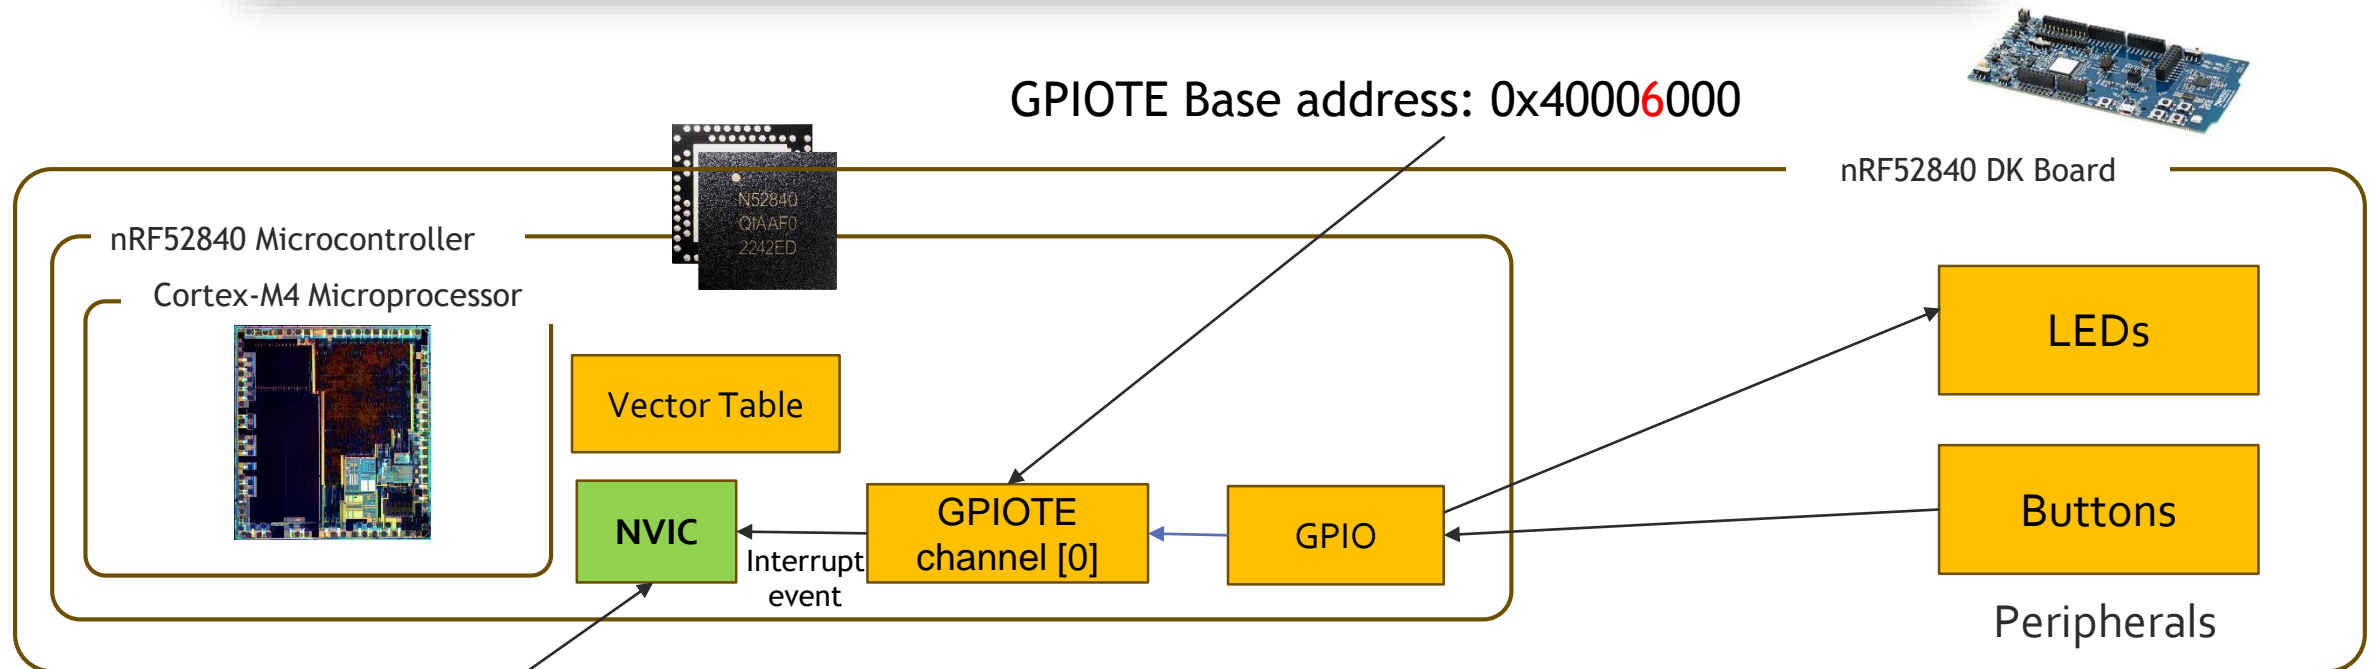 GPIOTE Base address: 0x40006000
nRF52840 DK Board
N52840
QIAAF0
2242ED
nRF52840 Microcontroller
Cortex-M4 Microprocessor
LEDs
Vector Table
Buttons
NVIC
Interrupt
event
GPIOTE
channel [0]
GPIO
Peripherals